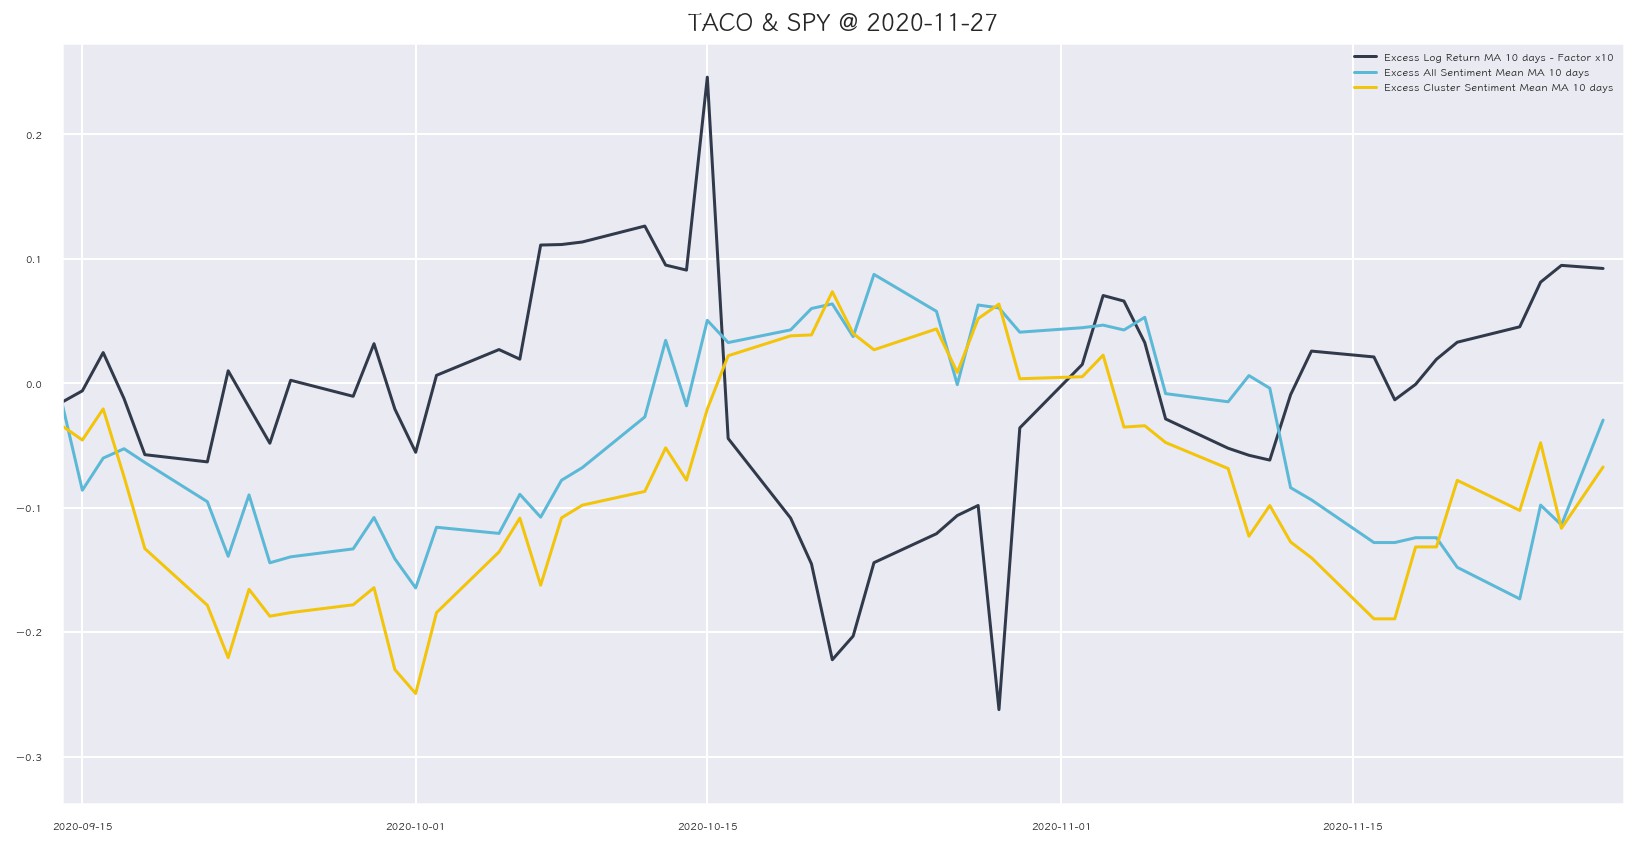 TACO & SPY @ 2020-11-27
Excess Log Return MA 10 days - Factor x10
Excess All Sentiment Mean MA 10 days
Excess Cluster Sentiment Mean MA 10 days
0.2
0.1
0.0
−0.1
−0.2
−0.3
2020-09-15 2020-10-01 2020-10-15 2020-11-01 2020-11-15